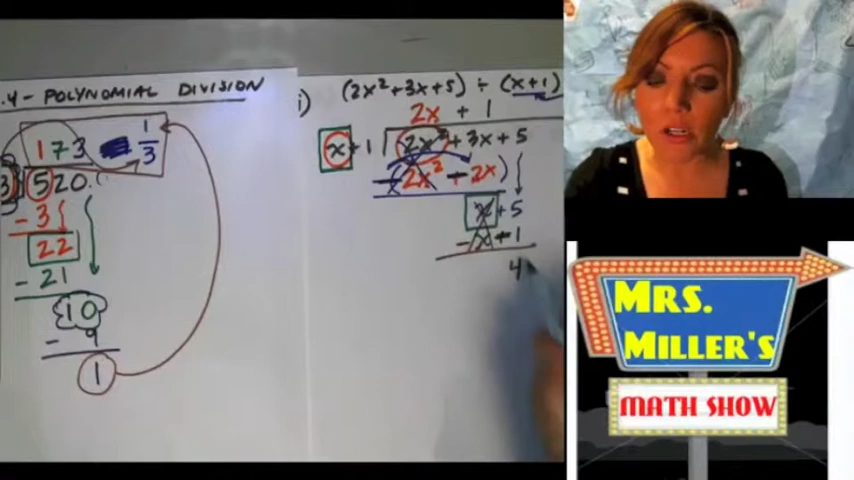 .4 - POLYNOMIAL DIVISION
173 1/3
3 520.
- 3
22
- 21
10
- 9
1
i) (2x² + 3x + 5) ÷ (x + 1)
2x + 1
x + 1 2x² + 3x + 5
- (2x² - 2x)
x + 5
- x - 1
4
MRS.
MILLER'S
MATH SHOW